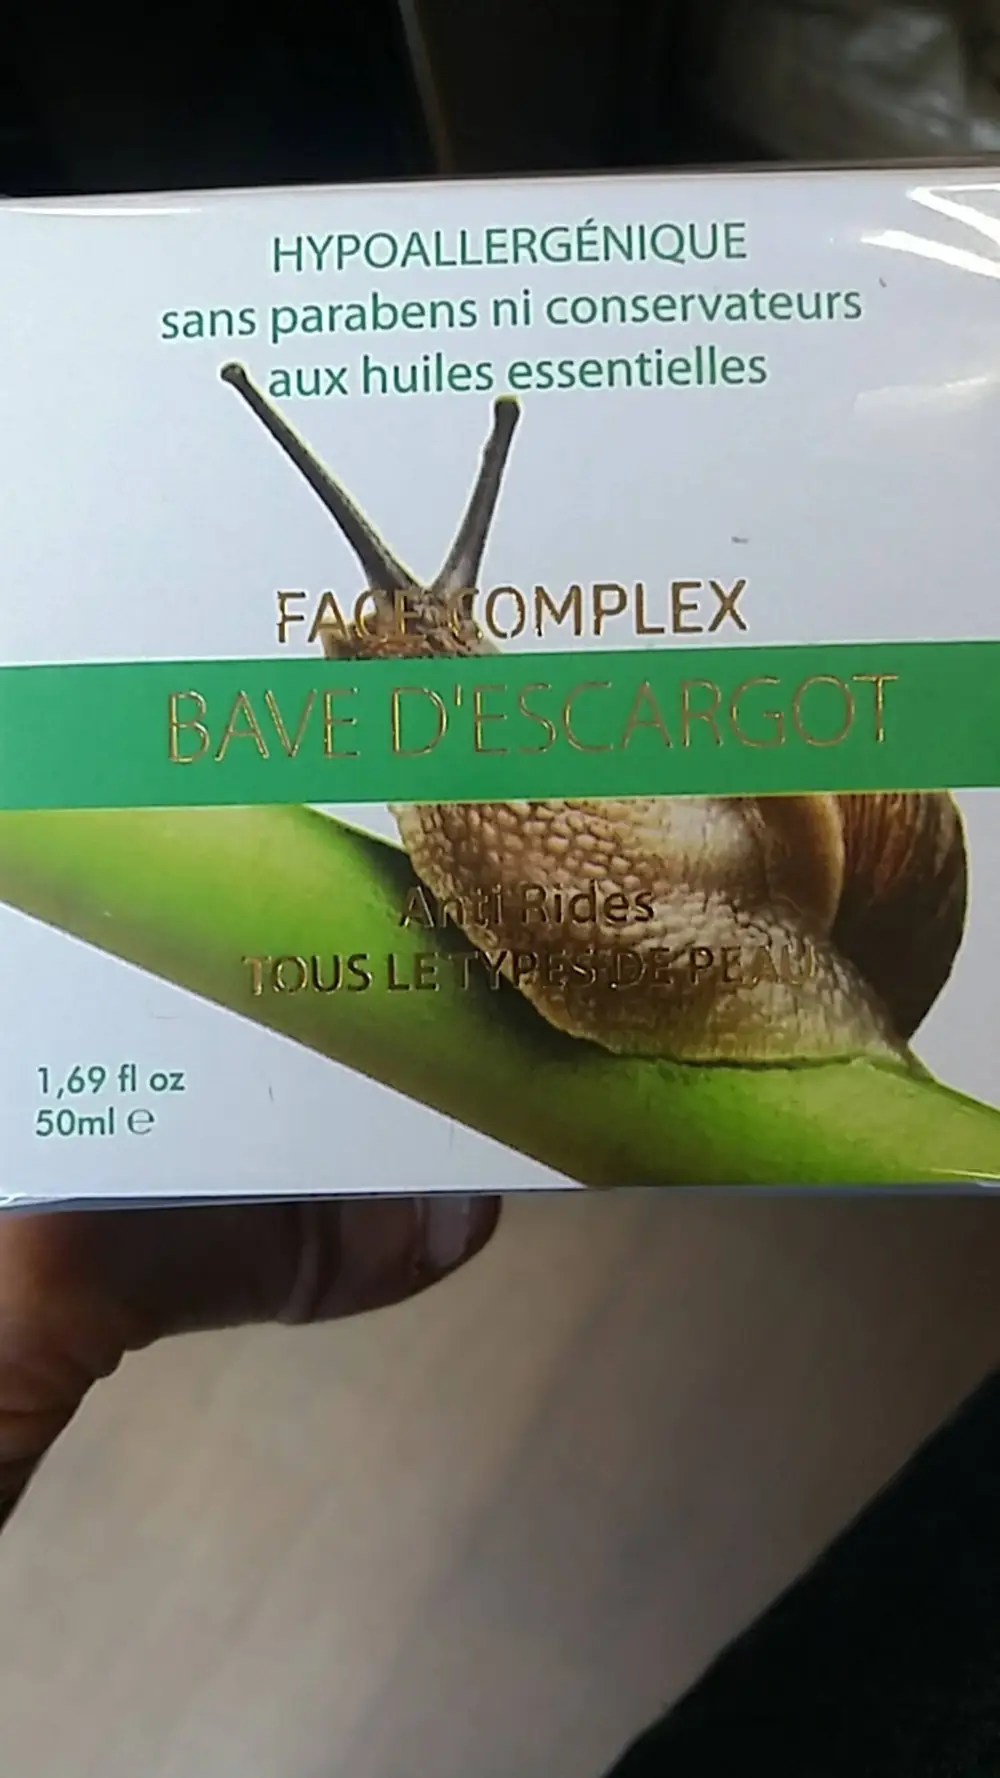 HYPOALLERGÉNIQUE
sans parabens ni conservateurs
aux huiles essentielles
FACE COMPLEX
BAVE D'ESCARGOT
Anti Rides
TOUS LE TYPES DE PEAU
1,69 fl oz
50ml ℮